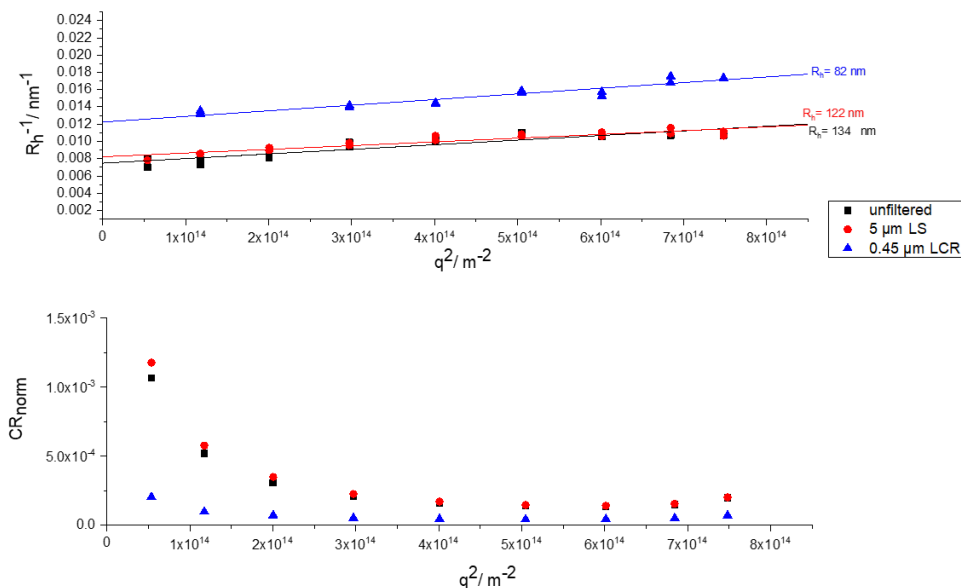 0.024
0.022
0.020
0.018
0.016
0.014
0.012
0.010
0.008
0.006
0.004
0.002
R_h^-1/ nm^-1
R_h= 82 nm
R_h= 122 nm
R_h= 134 nm
0 1x10^14 2x10^14 3x10^14 4x10^14 5x10^14 6x10^14 7x10^14 8x10^14
q^2/ m^-2
unfiltered
5 µm LS
0.45 µm LCR
1.5x10^-3
1.0x10^-3
5.0x10^-4
0.0
CR_norm
1x10^14 2x10^14 3x10^14 4x10^14 5x10^14 6x10^14 7x10^14 8x10^14
q^2/ m^-2